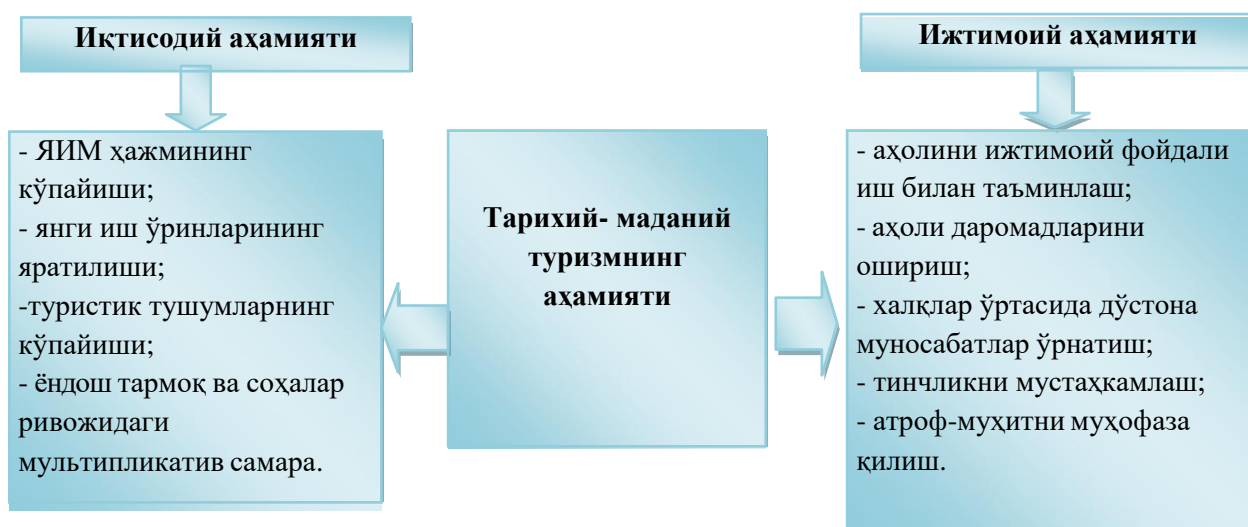 Иқтисодий аҳамияти
- ЯИМ ҳажмининг
кўпайиши;
- янги иш ўринларининг
яратилиши;
-туристик тушумларнинг
кўпайиши;
- ёндош тармоқ ва соҳалар
ривожидаги
мультипликатив самара.
Тарихий- маданий
туризмнинг
аҳамияти
Ижтимоий аҳамияти
- аҳолини ижтимоий фойдали
иш билан таъминлаш;
- аҳоли даромадларини
ошириш;
- халқлар ўртасида дўстона
муносабатлар ўрнатиш;
- тинчликни мустаҳкамлаш;
- атроф-муҳитни муҳофаза
қилиш.